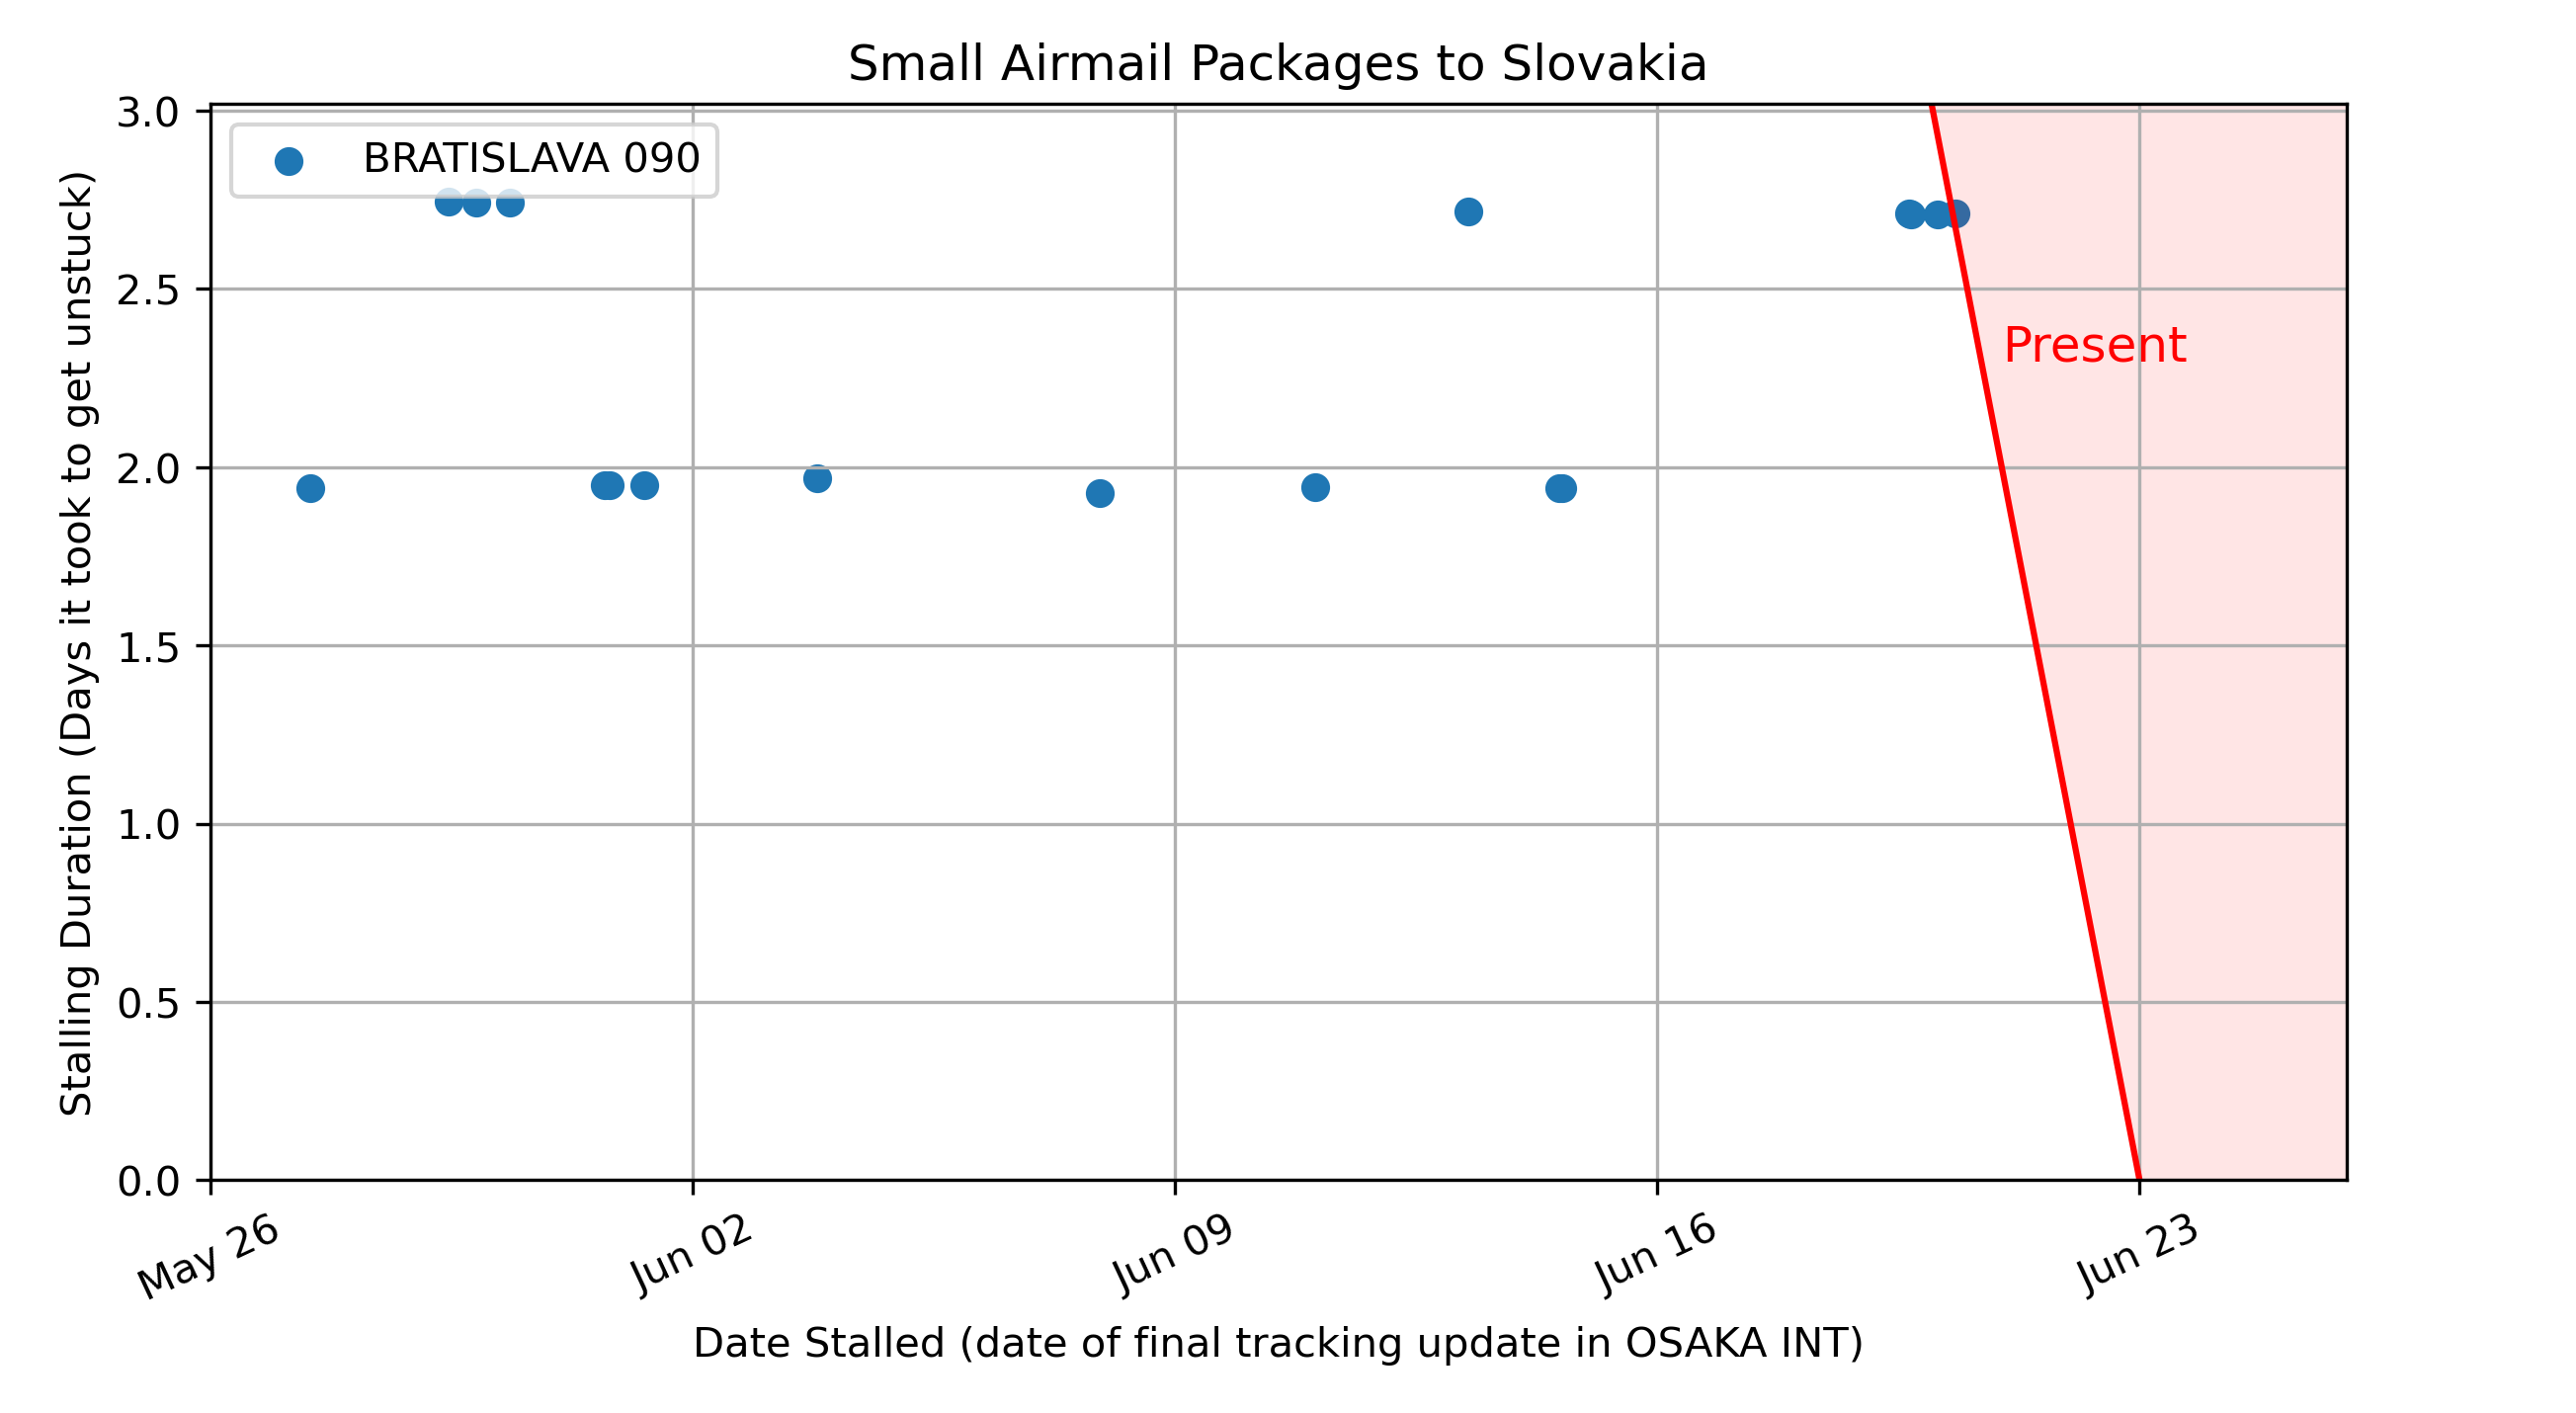 Small Airmail Packages to Slovakia
BRATISLAVA 090
Present
Stalling Duration (Days it took to get unstuck)
3.0
2.5
2.0
1.5
1.0
0.5
0.0
May 26
Jun 02
Jun 09
Jun 16
Jun 23
Date Stalled (date of final tracking update in OSAKA INT)